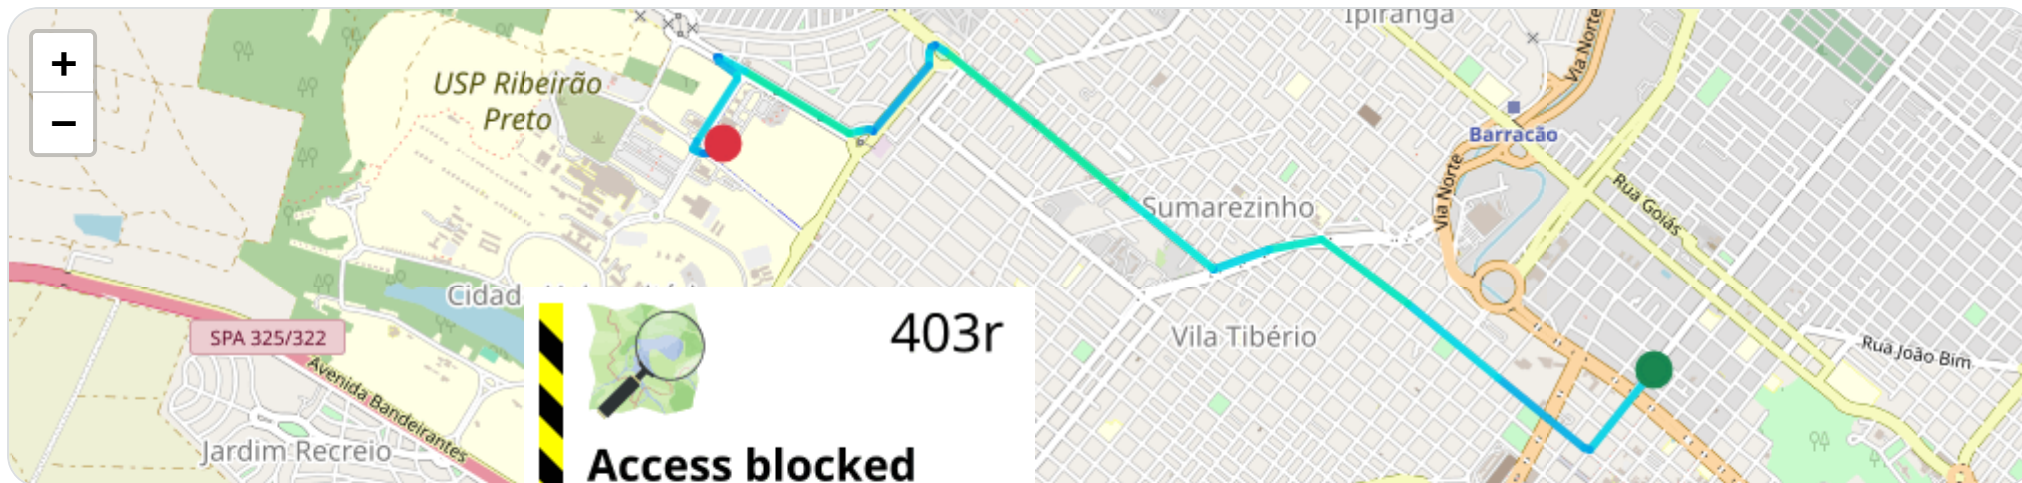 +
−
USP Ribeirão
Preto
Ipiranga
Via Norte
Barracão
Via Norte
Rua Goiás
Sumarezinho
Vila Tibério
Rua João Bim
SPA 325/322
Avenida Bandeirantes
Jardim Recreio
403r
Access blocked